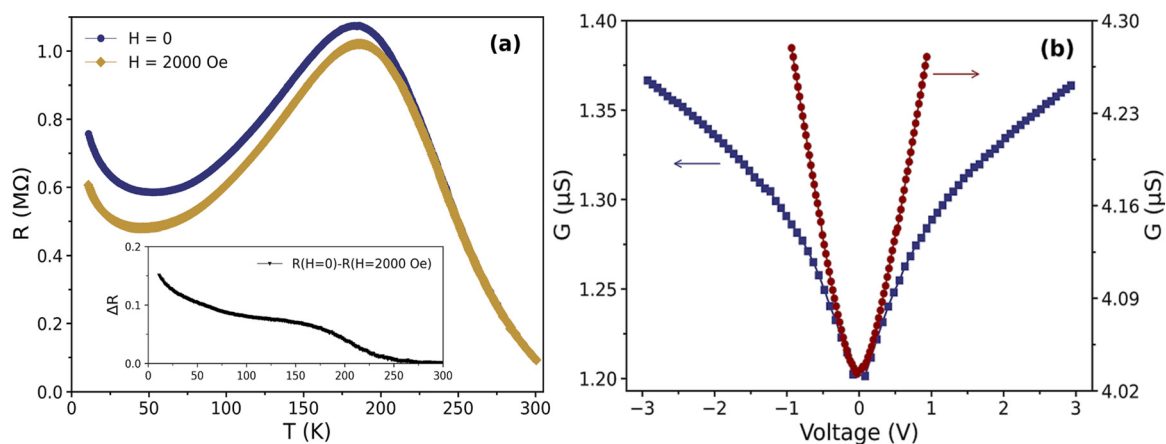 (a)
H = 0
H = 2000 Oe
R (MΩ)
1.0
0.8
0.6
0.4
0.2
0.0
0 50 100 150 200 250 300
T (K)
ΔR
0.2
0.1
0.0
R(H=0)-R(H=2000 Oe)
0 50 100 150 200 250 300
(b)
G (μS)
1.40
1.35
1.30
1.25
1.20
−3 −2 −1 0 1 2 3
Voltage (V)
4.30
4.23
4.16
4.09
4.02
G (μS)